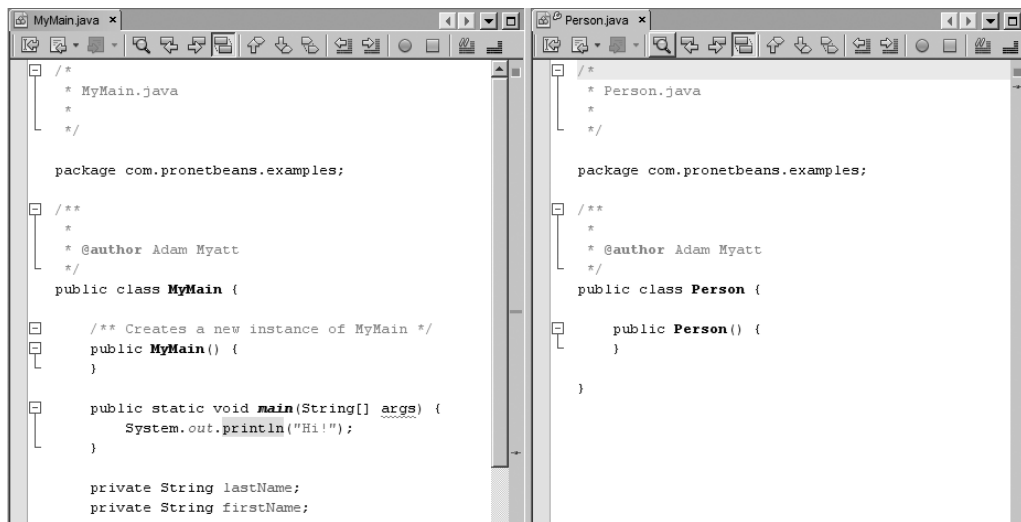 MyMain.java
/*
 * MyMain.java
 *
 */
package com.pronetbeans.examples;
/**
 *
 * @author Adam Myatt
 */
public class MyMain {
/** Creates a new instance of MyMain */
public MyMain() {
}
public static void main(String[] args) {
System.out.println("Hi!");
}
private String lastName;
private String firstName;
Person.java
/*
 * Person.java
 *
 */
package com.pronetbeans.examples;
/**
 *
 * @author Adam Myatt
 */
public class Person {
public Person() {
}
}